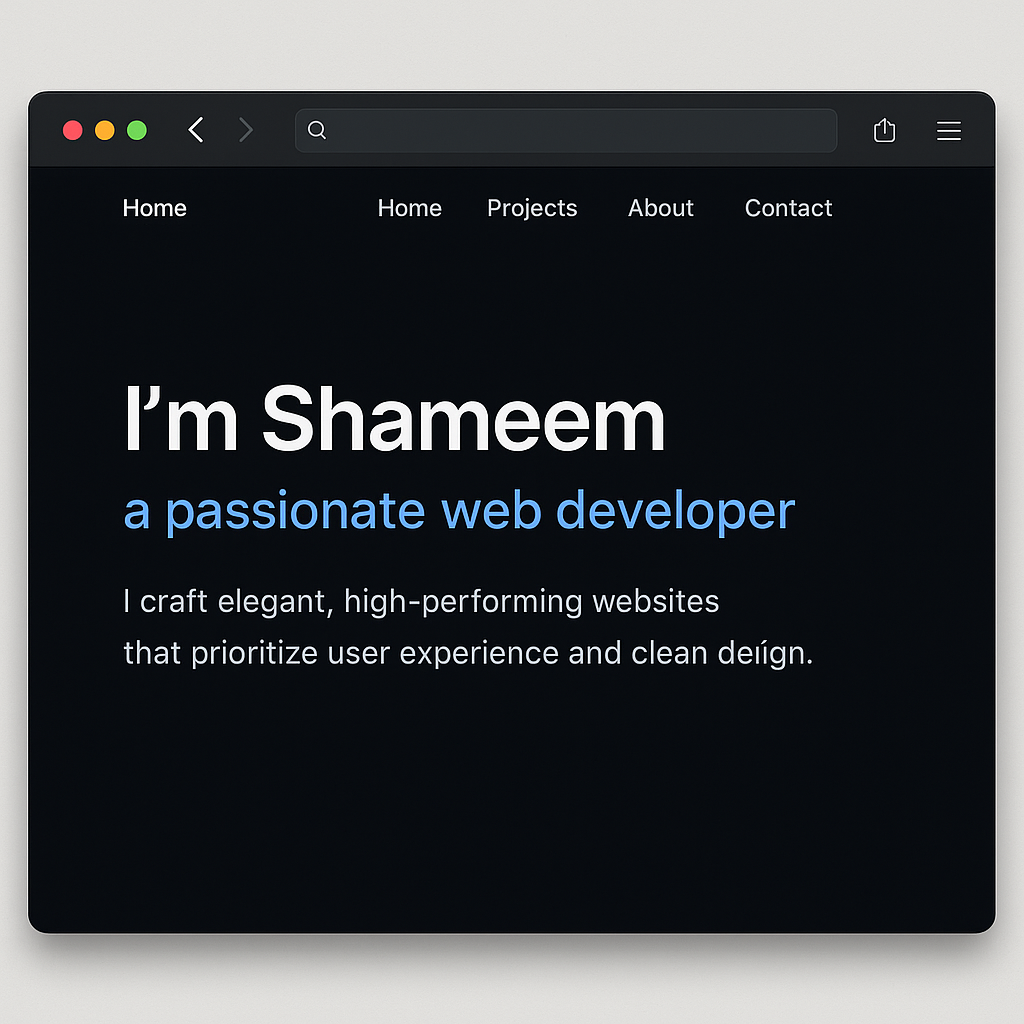 Home Home Projects About Contact
I’m Shameem
a passionate web developer
I craft elegant, high-performing websites
that prioritize user experience and clean deıígn.